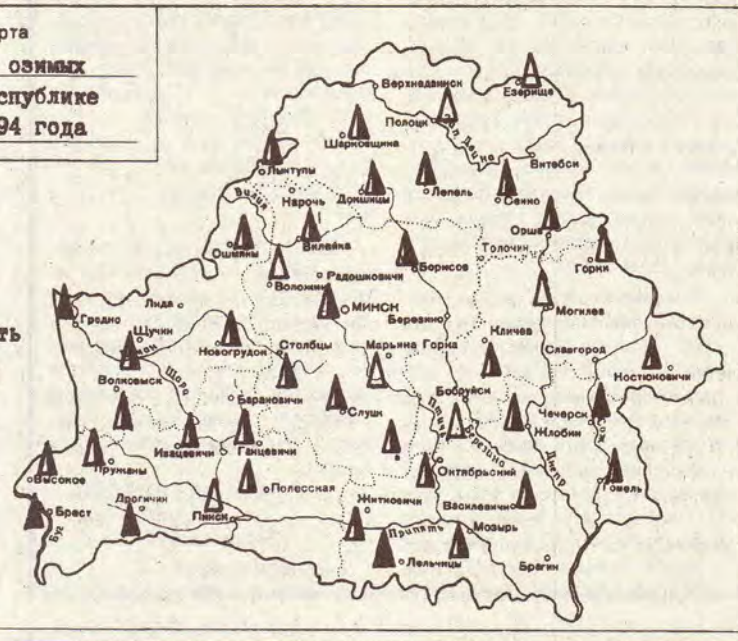 рта
озимых
спублике
94 года
ть
Верхнедвинск
Езерище
Полоцк
Зап. Двина
Шарковщина
Витебск
Лынтупы
Нарочь
Докшицы
Лепель
Сенно
Вилия
Орша
Ошмяны
Вилейка
Толочин
Борисов
Горки
Радошковичи
Воложин
Лида
МИНСК
Могилев
Гродно
Березино
Щучин
Кличев
Славгород
Неман
Новогрудок
Столбцы
Марьина Горка
Костюковичи
Волковыск
Щара
Барановичи
Бобруйск
Слуцк
Птичь
Чечерск
Сож
Жлобин
Березина
Ивацевичи
Ганцевичи
Днепр
Пружаны
Октябрьский
Высокое
Полесская
Гомель
Василевичи
Дрогичин
Житковичи
Брест
Пинск
Мозырь
Припять
Буг
Лельчицы
Брагин